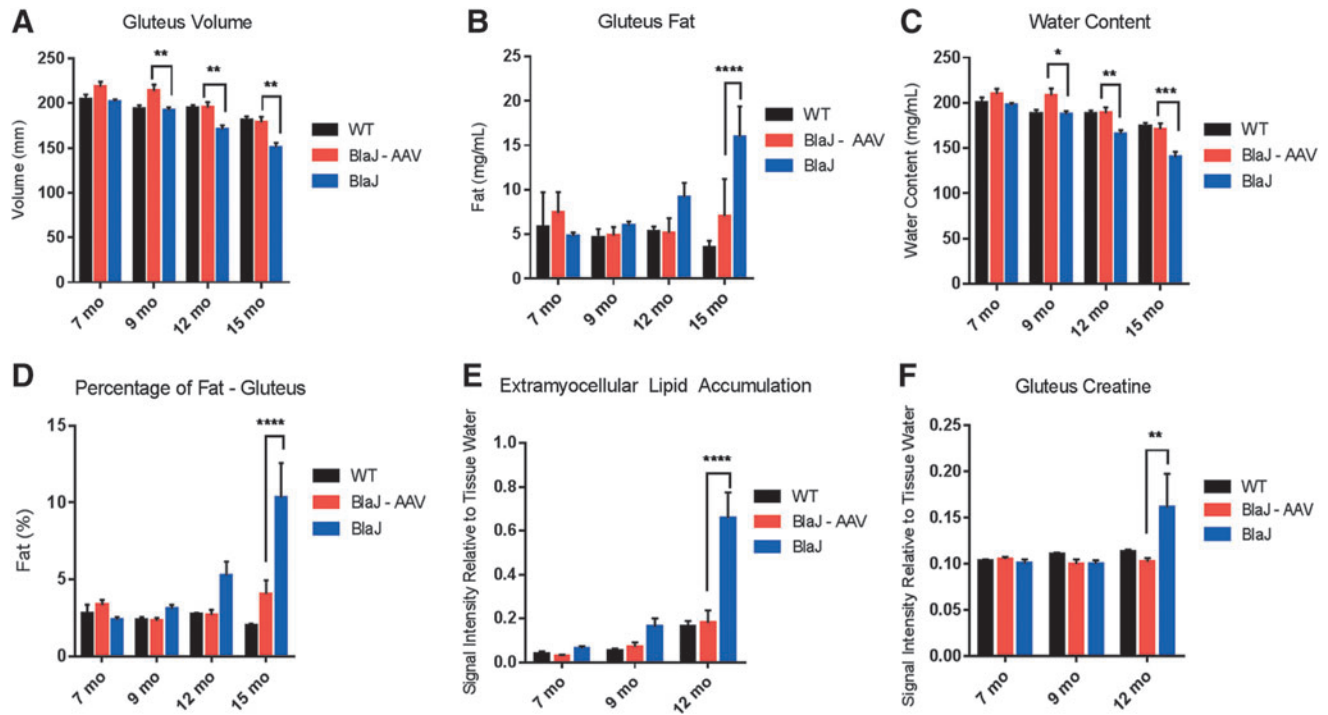 A Gluteus Volume
Volume (mm)
250
200
150
100
50
0
** ** **
7 mo 9 mo 12 mo 15 mo
WT
BlaJ - AAV
BlaJ
B Gluteus Fat
Fat (mg/mL)
25
20
15
10
5
0
****
7 mo 9 mo 12 mo 15 mo
WT
BlaJ - AAV
BlaJ
C Water Content
Water Content (mg/mL)
250
200
150
100
50
0
* ** ***
7 mo 9 mo 12 mo 15 mo
WT
BlaJ - AAV
BlaJ
D Percentage of Fat - Gluteus
Fat (%)
15
10
5
0
****
7 mo 9 mo 12 mo 15 mo
WT
BlaJ - AAV
BlaJ
E Extramyocellular Lipid Accumulation
Signal Intensity Relative to Tissue Water
1.0
0.8
0.6
0.4
0.2
0.0
****
7 mo 9 mo 12 mo
WT
BlaJ - AAV
BlaJ
F Gluteus Creatine
Signal Intensity Relative to Tissue Water
0.25
0.20
0.15
0.10
0.05
0.00
**
7 mo 9 mo 12 mo
WT
BlaJ - AAV
BlaJ